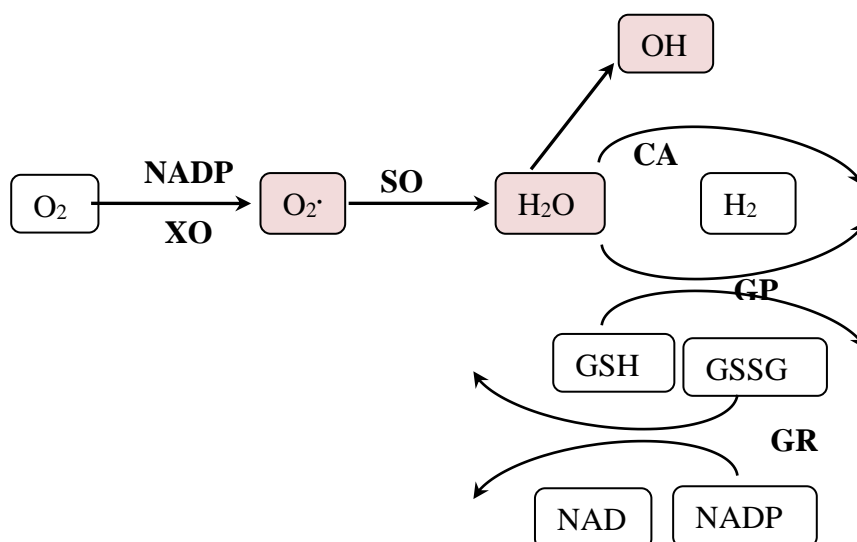 OH
CA
NADP
SO
O₂
O₂·
H₂O
H₂
XO
GP
GSH
GSSG
GR
NAD
NADP